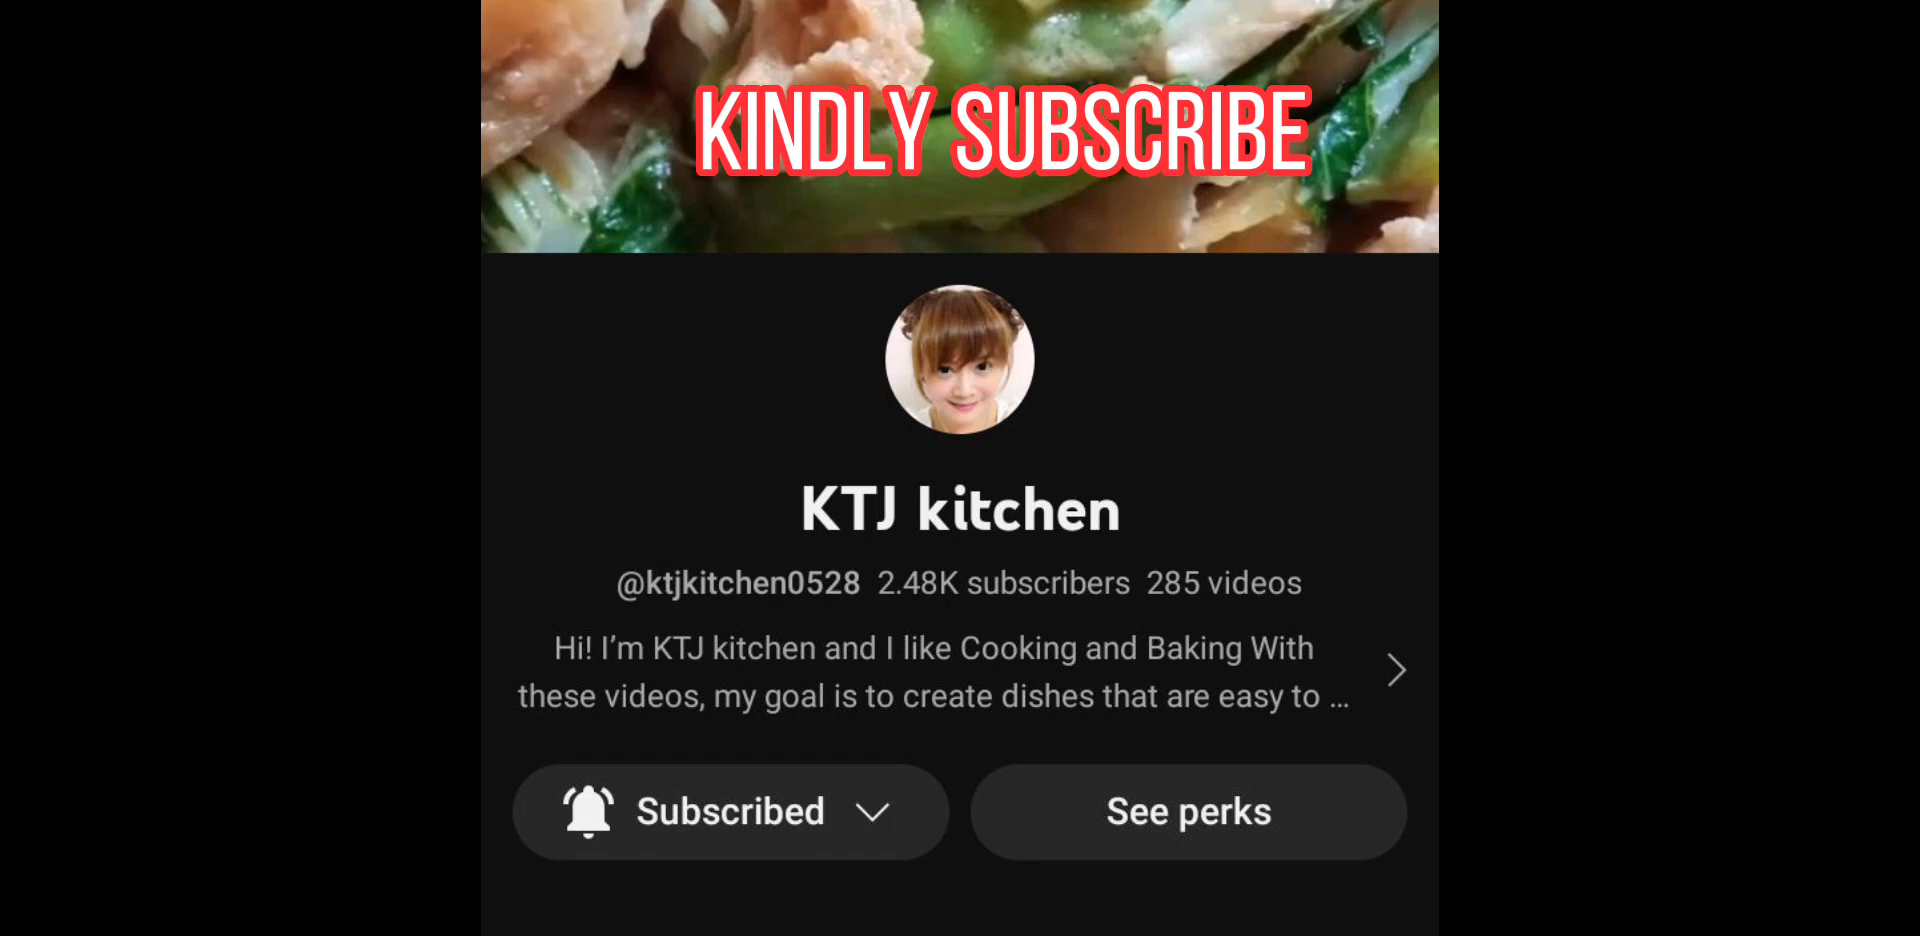 KINDLY SUBSCRIBE
KTJ kitchen
@ktjkitchen0528 2.48K subscribers 285 videos
Hi! I’m KTJ kitchen and I like Cooking and Baking With
these videos, my goal is to create dishes that are easy to ...
Subscribed
See perks